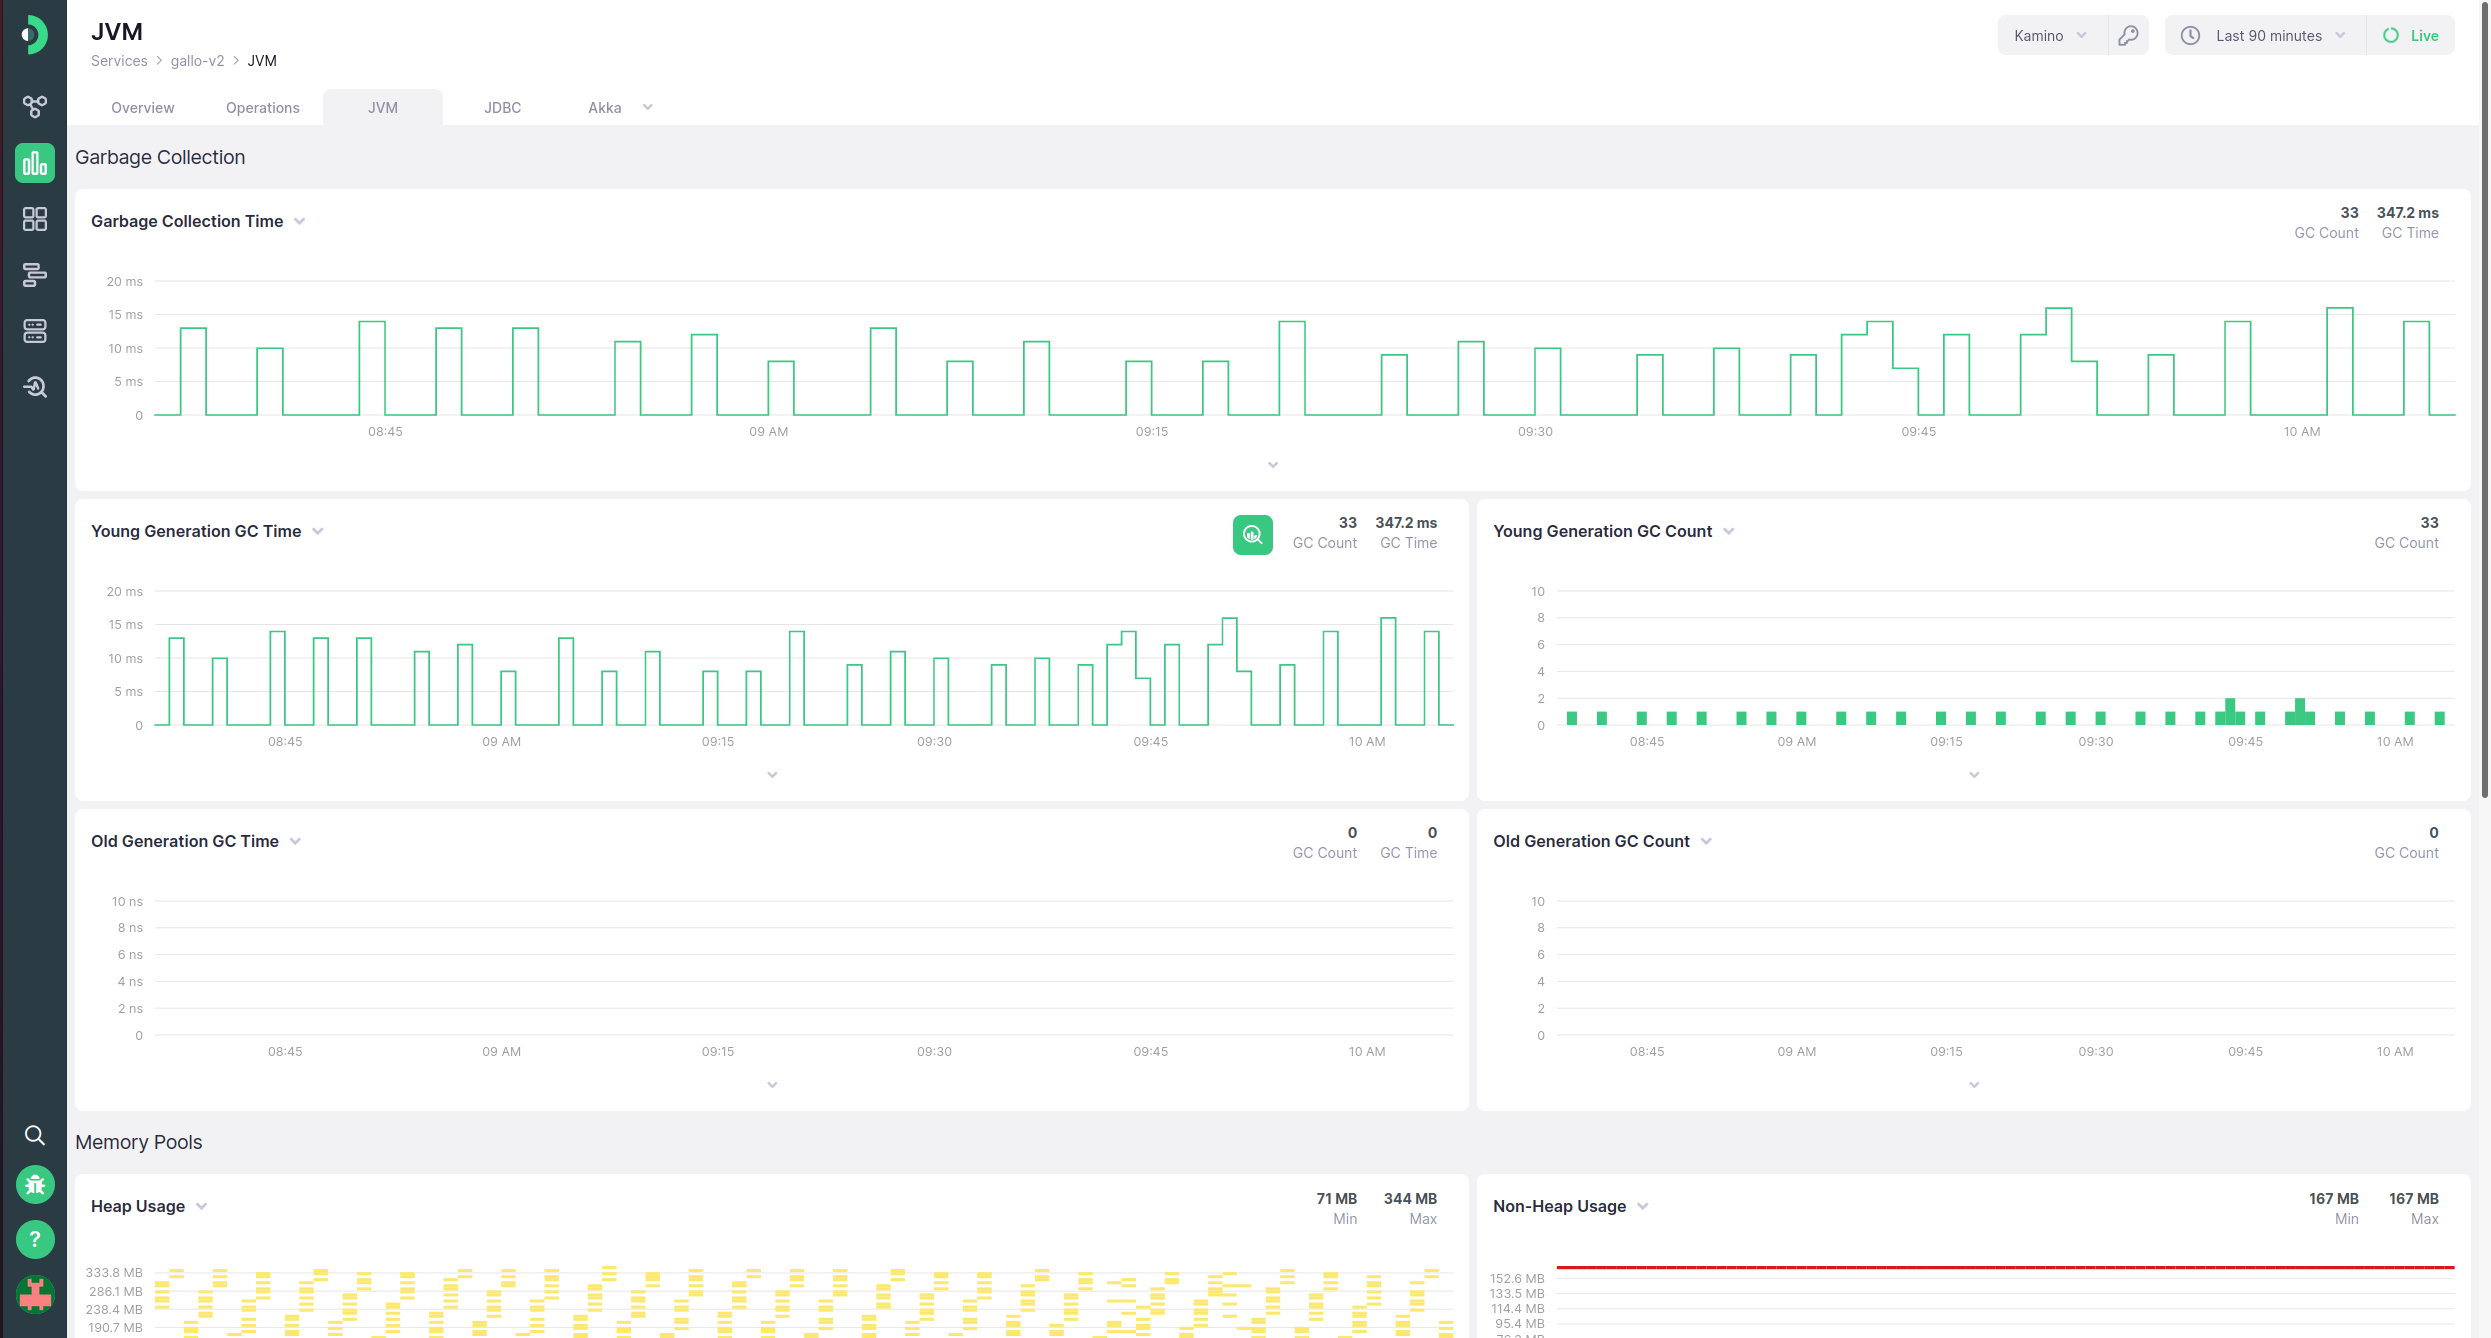 JVM
Services > gallo-v2 > JVM
Kamino
Last 90 minutes
Live
Overview
Operations
JVM
JDBC
Akka
Garbage Collection
Garbage Collection Time
33 347.2 ms
GC Count GC Time
20 ms
15 ms
10 ms
5 ms
0
08:45 09 AM 09:15 09:30 09:45 10 AM
Young Generation GC Time
33 347.2 ms
GC Count GC Time
20 ms
15 ms
10 ms
5 ms
0
08:45 09 AM 09:15 09:30 09:45 10 AM
Young Generation GC Count
33
GC Count
10
8
6
4
2
0
08:45 09 AM 09:15 09:30 09:45 10 AM
Old Generation GC Time
0 0
GC Count GC Time
10 ns
8 ns
6 ns
4 ns
2 ns
0
08:45 09 AM 09:15 09:30 09:45 10 AM
Old Generation GC Count
0
GC Count
10
8
6
4
2
0
08:45 09 AM 09:15 09:30 09:45 10 AM
Memory Pools
Heap Usage
71 MB 344 MB
Min Max
333.8 MB
286.1 MB
238.4 MB
190.7 MB
Non-Heap Usage
167 MB 167 MB
Min Max
152.6 MB
133.5 MB
114.4 MB
95.4 MB
?